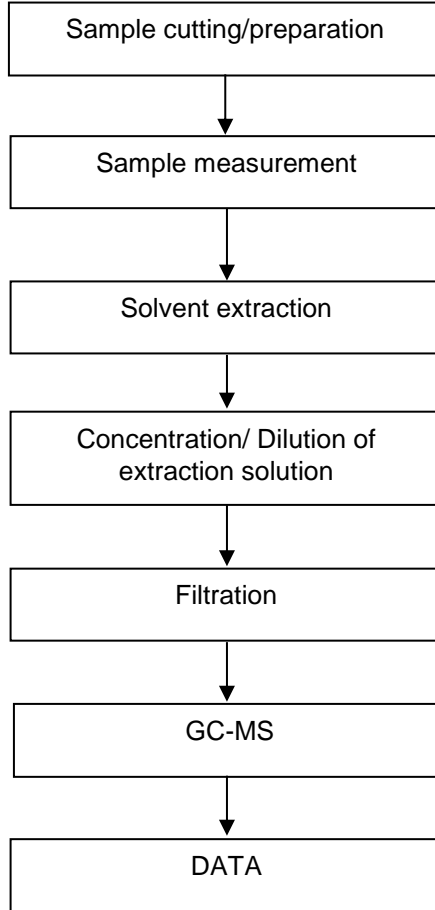 Sample cutting/preparation
Sample measurement
Solvent extraction
Concentration/ Dilution of
extraction solution
Filtration
GC-MS
DATA